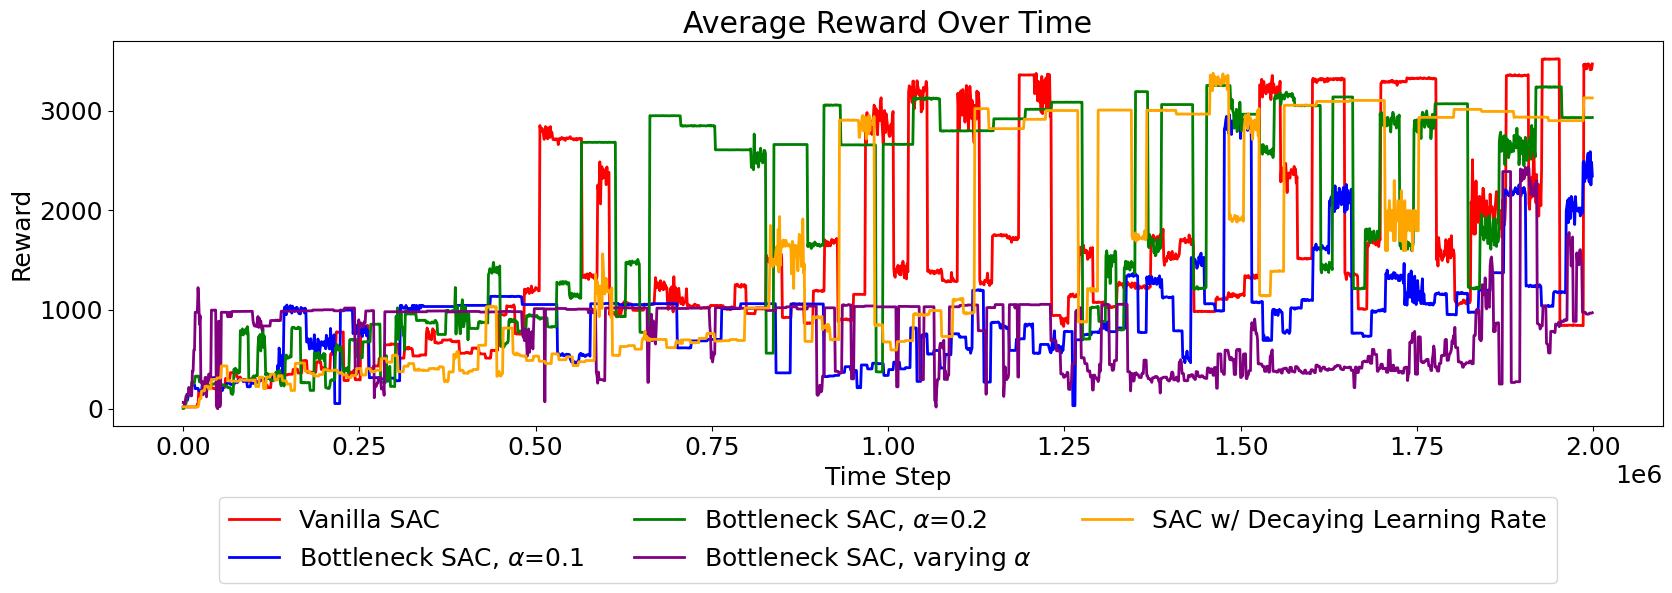 Average Reward Over Time
Reward
3000
2000
1000
0
0.00 0.25 0.50 0.75 1.00 1.25 1.50 1.75 2.00
1e6
Time Step
Vanilla SAC
Bottleneck SAC, α=0.1
Bottleneck SAC, α=0.2
Bottleneck SAC, varying α
SAC w/ Decaying Learning Rate